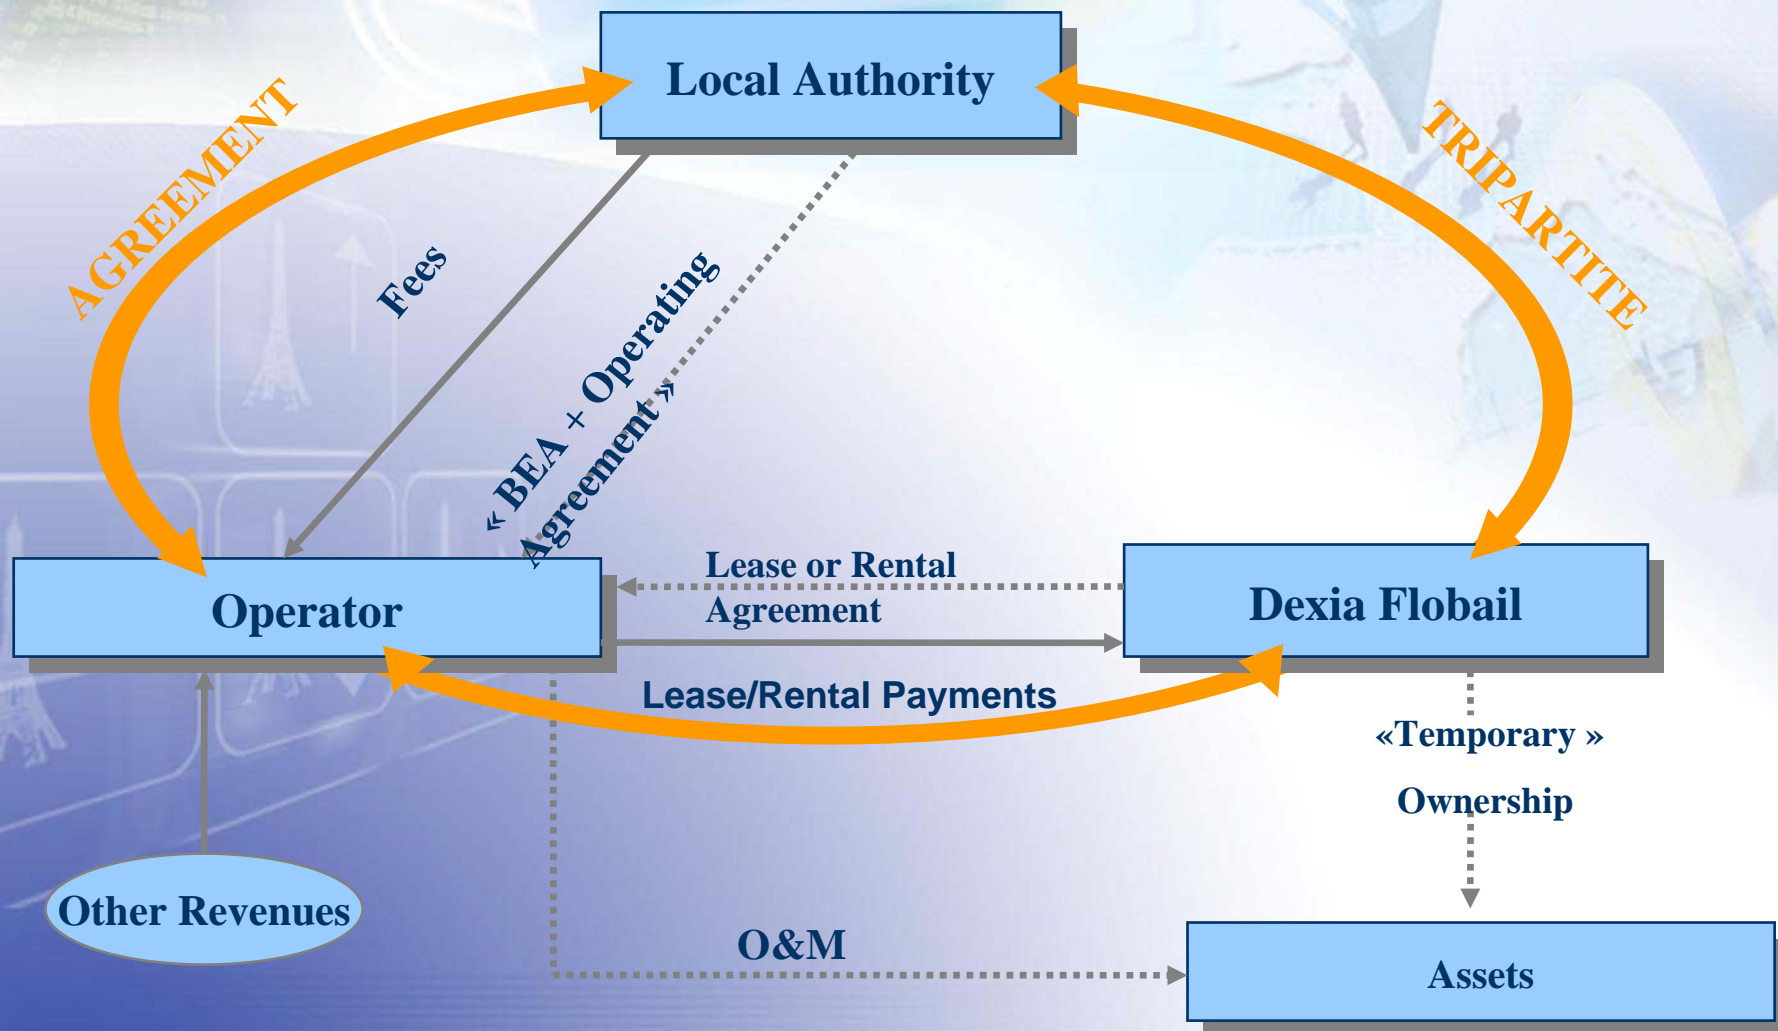 Local Authority
AGREEMENT
TRIPARTITE
Fees
« BEA + Operating
Agreement »
Lease or Rental
Agreement
Operator
Dexia Flobail
Lease/Rental Payments
«Temporary »
Ownership
Other Revenues
O&M
Assets